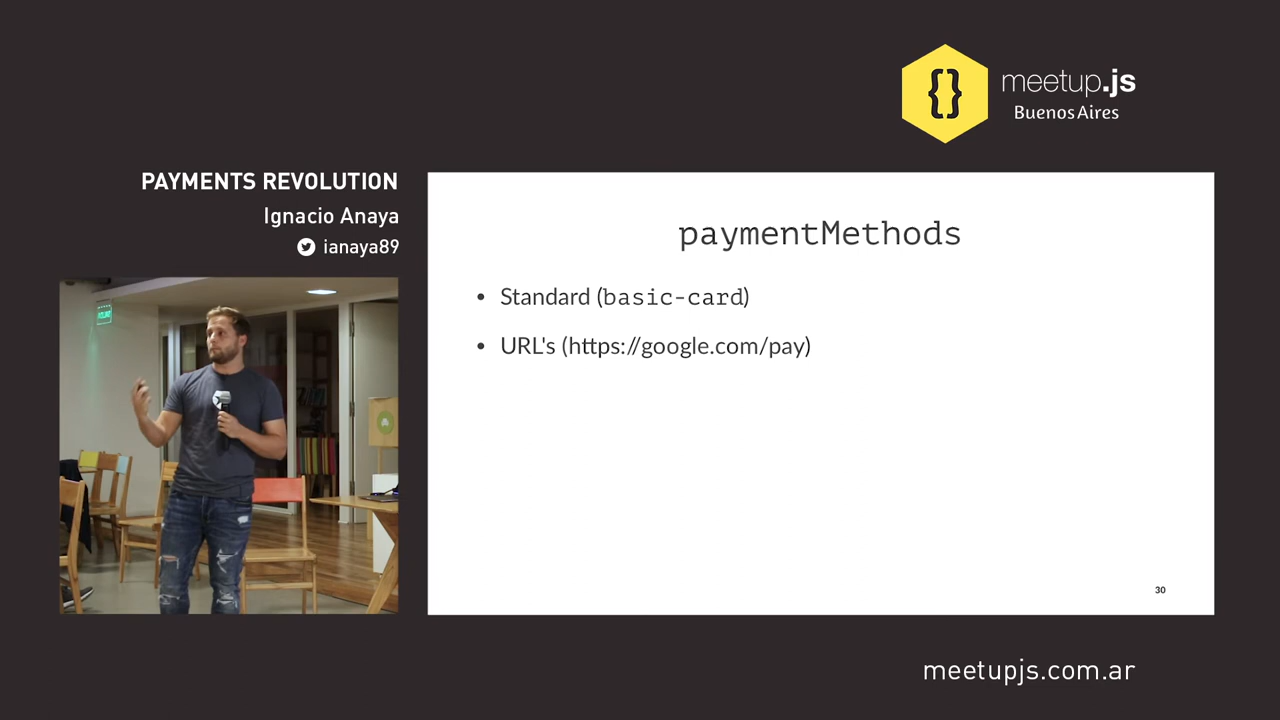 {}
meetup.js
Buenos Aires
PAYMENTS REVOLUTION
Ignacio Anaya
ianaya89
paymentMethods
• Standard (basic-card)
• URL's (https://google.com/pay)
30
meetupjs.com.ar